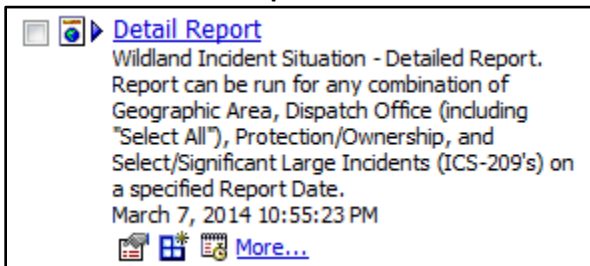 Detail Report
Wildland Incident Situation - Detailed Report.
Report can be run for any combination of
Geographic Area, Dispatch Office (including
"Select All"), Protection/Ownership, and
Select/Significant Large Incidents (ICS-209's) on
a specified Report Date.
March 7, 2014 10:55:23 PM
More...